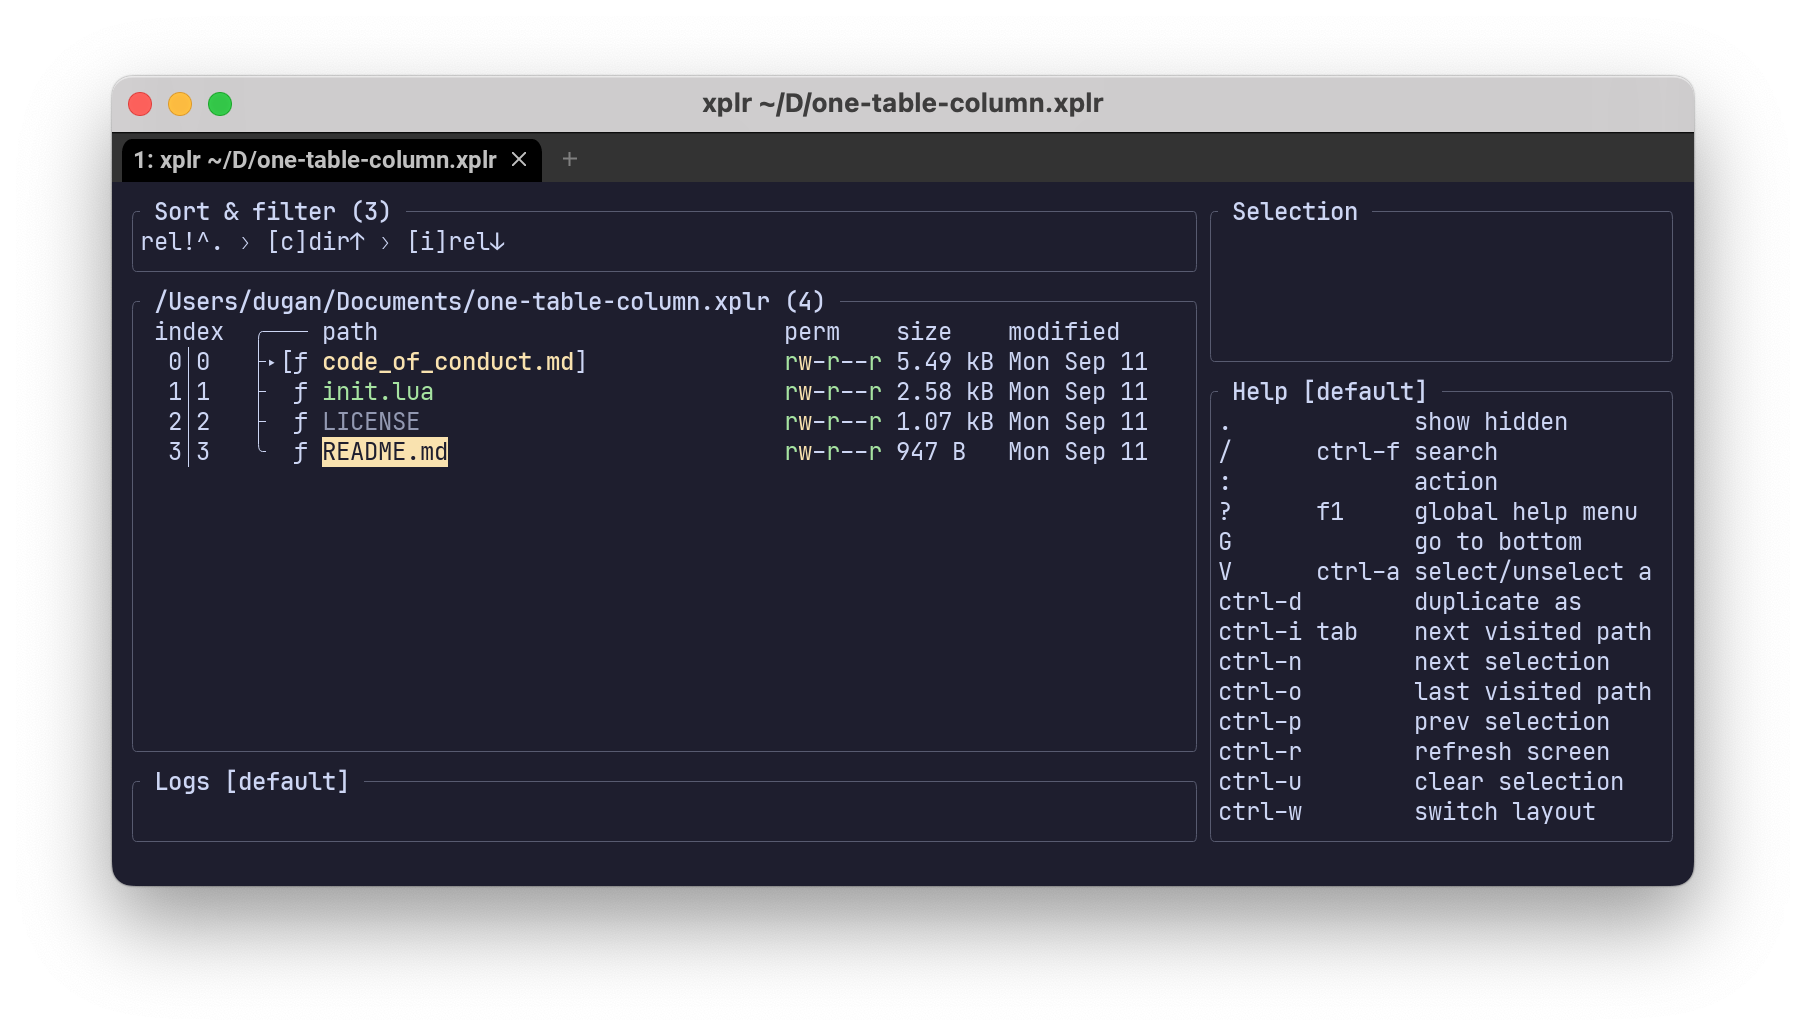 xplr ~/D/one-table-column.xplr
1: xplr ~/D/one-table-column.xplr × +
Sort & filter (3)
rel!^. › [c]dir↑ › [i]rel↓
/Users/dugan/Documents/one-table-column.xplr (4)
index ╭─── path perm size modified
0│0 ├▸[ƒ code_of_conduct.md] rw-r--r 5.49 kB Mon Sep 11
1│1 ├ ƒ init.lua rw-r--r 2.58 kB Mon Sep 11
2│2 ├ ƒ LICENSE rw-r--r 1.07 kB Mon Sep 11
3│3 ╰ ƒ README.md rw-r--r 947 B Mon Sep 11
Logs [default]
Selection
Help [default]
. show hidden
/ ctrl-f search
: action
? f1 global help menu
G go to bottom
V ctrl-a select/unselect a
ctrl-d duplicate as
ctrl-i tab next visited path
ctrl-n next selection
ctrl-o last visited path
ctrl-p prev selection
ctrl-r refresh screen
ctrl-u clear selection
ctrl-w switch layout